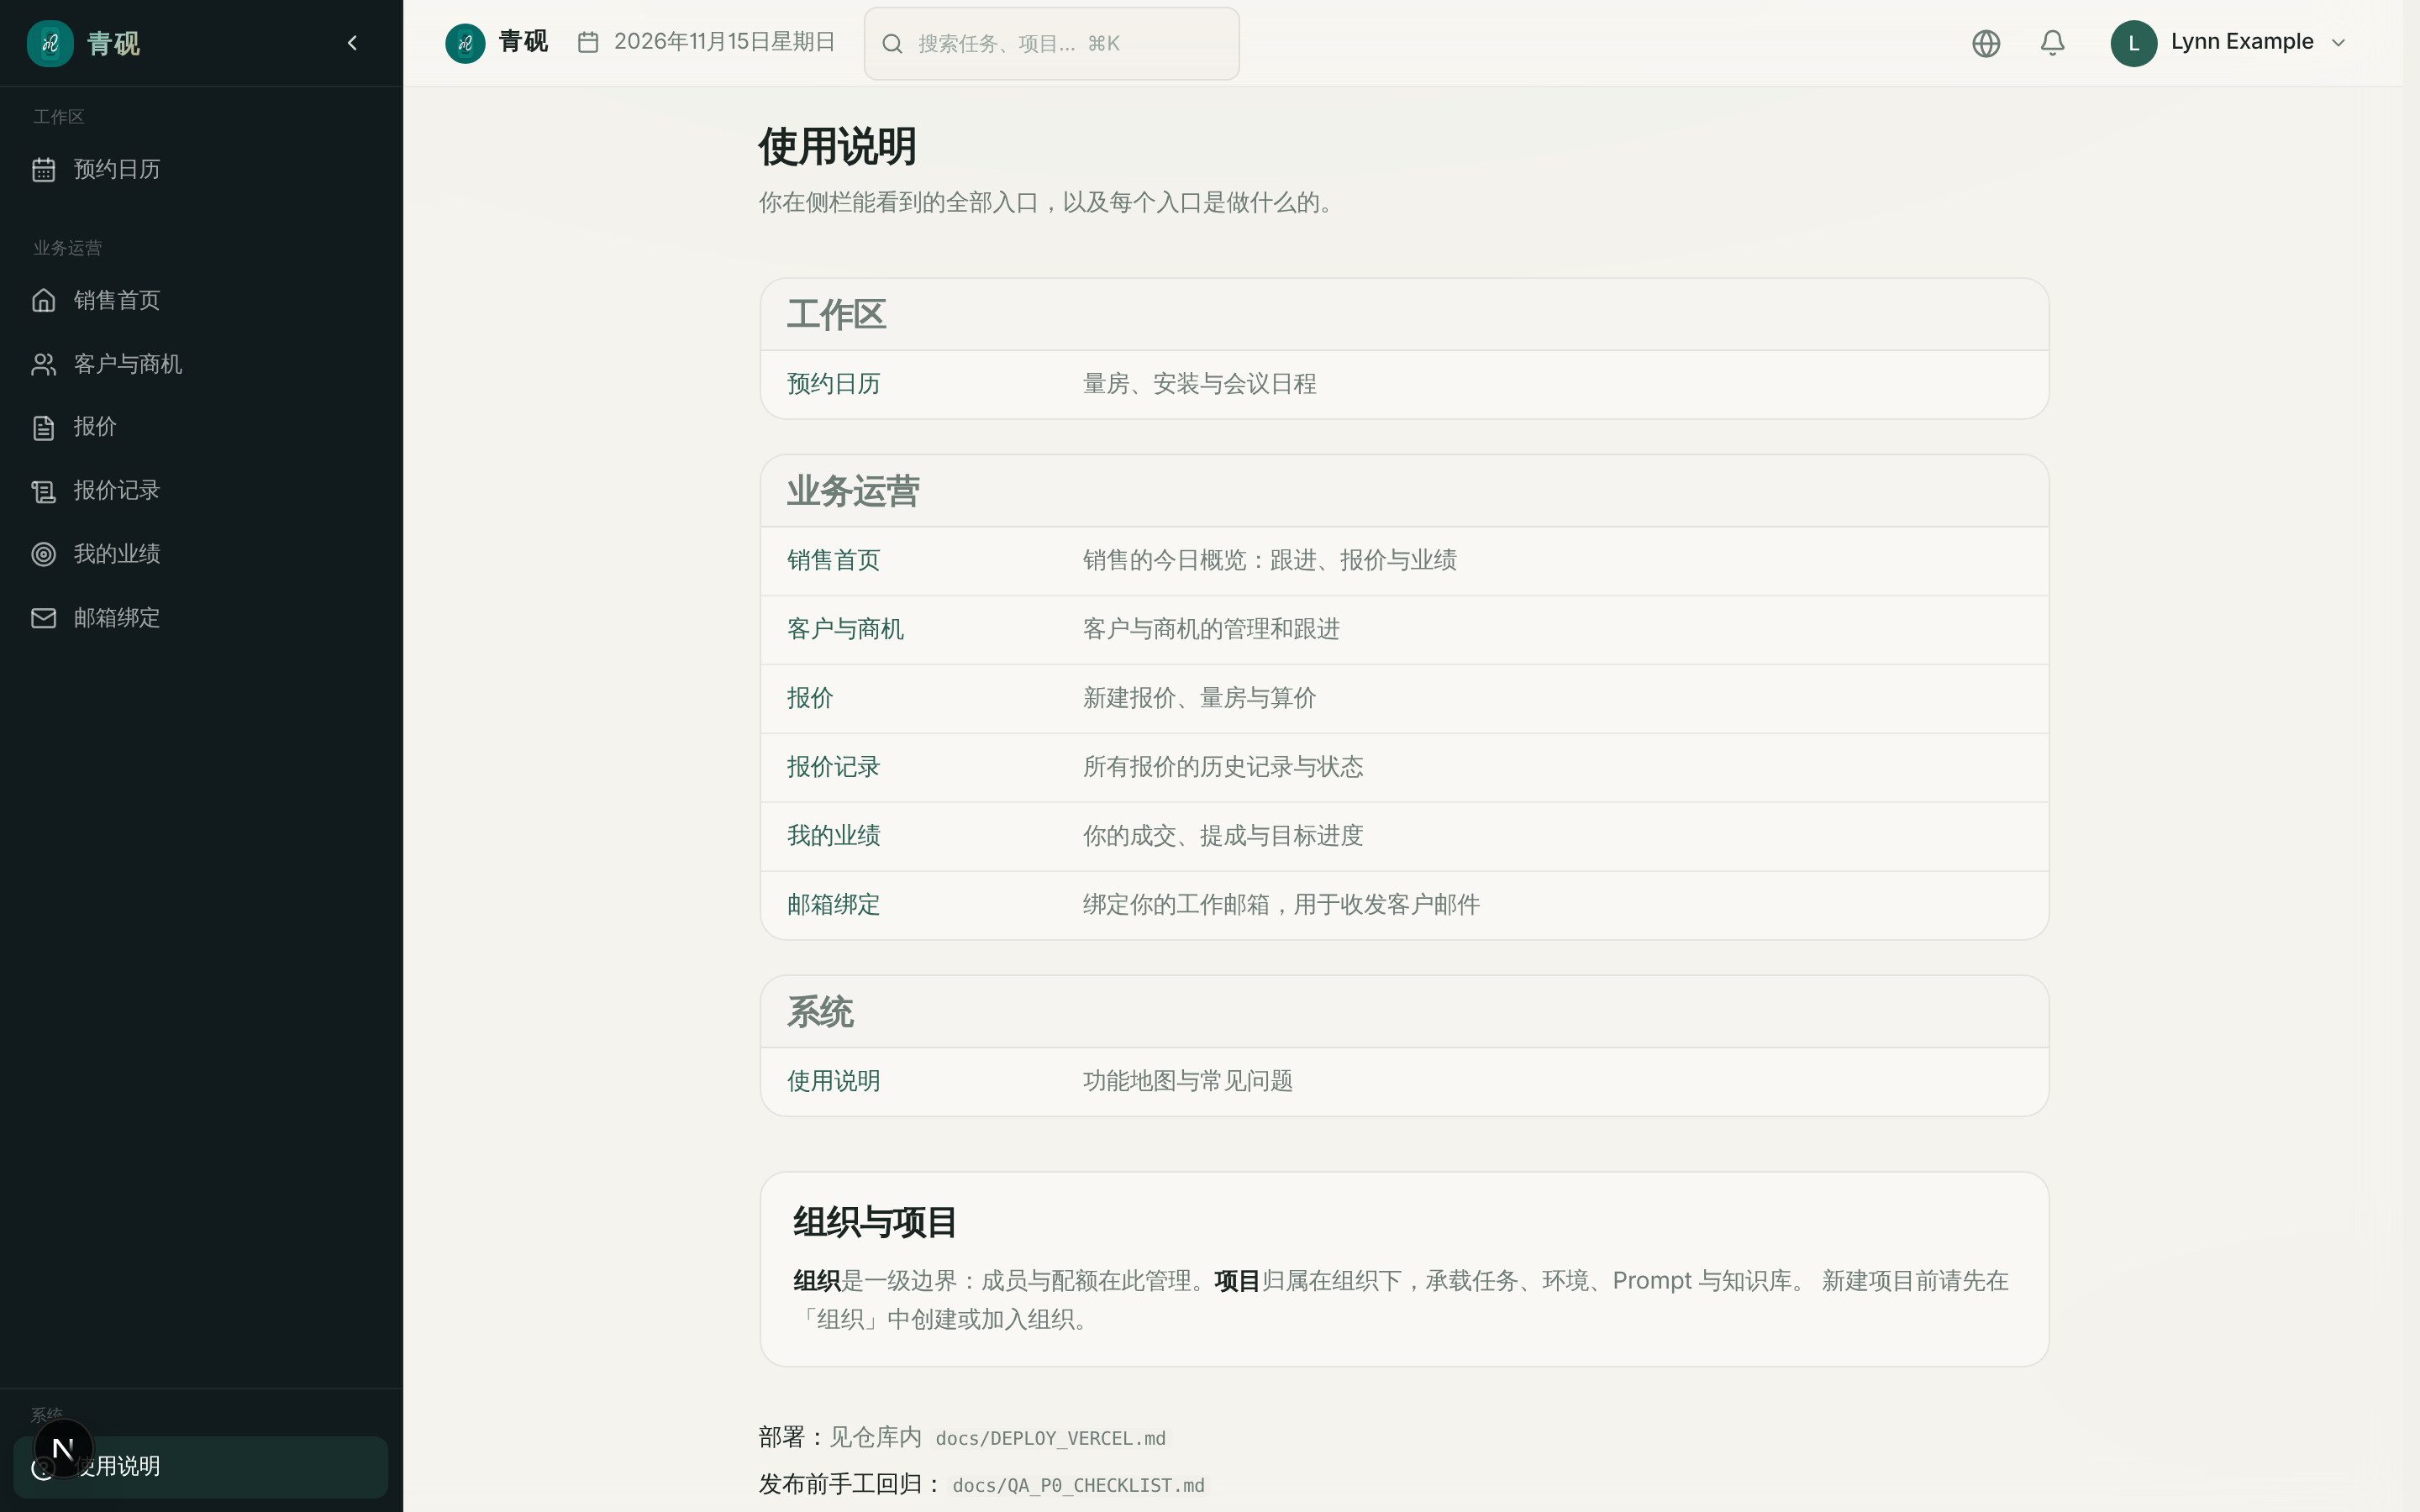 青砚
工作区
预约日历
业务运营
销售首页
客户与商机
报价
报价记录
我的业绩
邮箱绑定
系统
使用说明
青砚
2026年11月15日星期日
搜索任务、项目... ⌘K
L
Lynn Example
使用说明
你在侧栏能看到的全部入口，以及每个入口是做什么的。
工作区
预约日历 量房、安装与会议日程
业务运营
销售首页 销售的今日概览：跟进、报价与业绩
客户与商机 客户与商机的管理和跟进
报价 新建报价、量房与算价
报价记录 所有报价的历史记录与状态
我的业绩 你的成交、提成与目标进度
邮箱绑定 绑定你的工作邮箱，用于收发客户邮件
系统
使用说明 功能地图与常见问题
组织与项目
组织是一级边界：成员与配额在此管理。项目归属在组织下，承载任务、环境、Prompt 与知识库。 新建项目前请先在
「组织」中创建或加入组织。
部署：见仓库内 docs/DEPLOY_VERCEL.md
发布前手工回归： docs/QA_P0_CHECKLIST.md
N